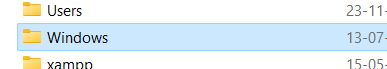 Users 23-11-
Windows 13-07-
xampp 15-05-